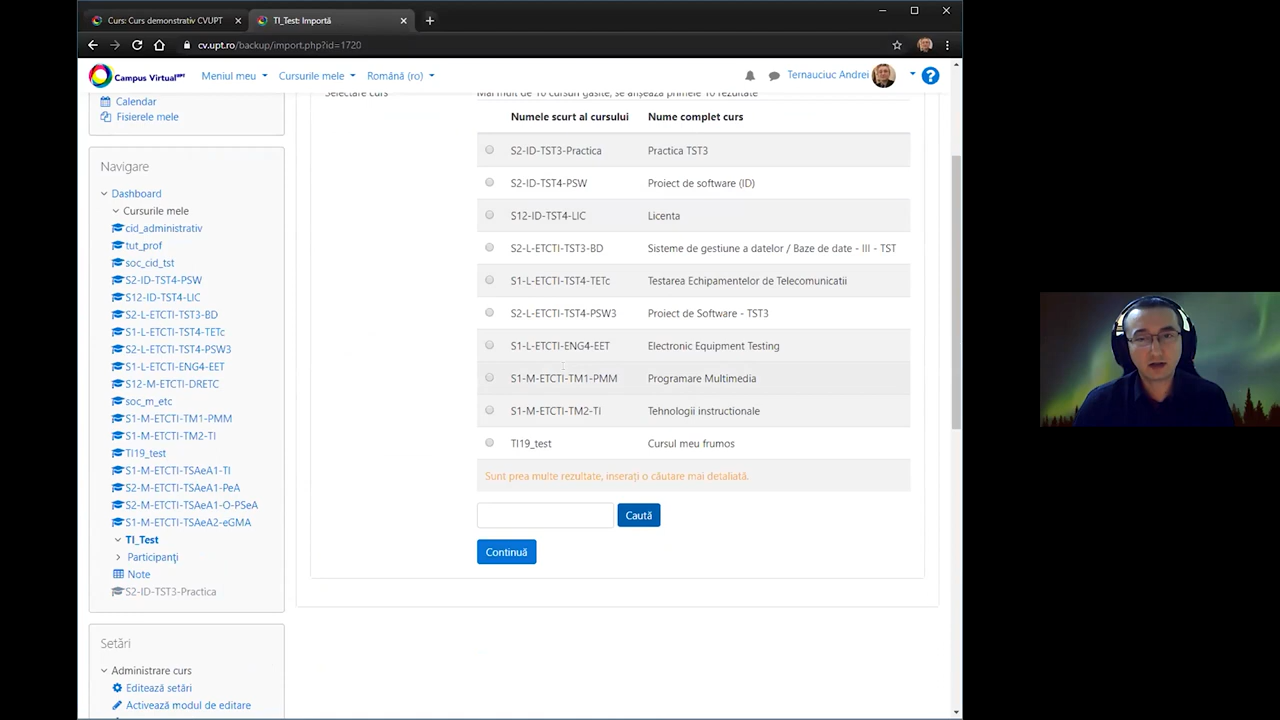 Curs: Curs demonstrativ CVUPT
TI_Test: Importă
cv.upt.ro/backup/import.php?id=1720
Campus Virtual upt
Meniul meu
Cursurile mele
Română (ro)
Ternauciuc Andrei
?
Calendar
Fisierele mele
Navigare
Dashboard
Cursurile mele
cid_administrativ
tut_prof
soc_cid_tst
S2-ID-TST4-PSW
S12-ID-TST4-LIC
S2-L-ETCTI-TST3-BD
S1-L-ETCTI-TST4-TETc
S2-L-ETCTI-TST4-PSW3
S1-L-ETCTI-ENG4-EET
S12-M-ETCTI-DRETC
soc_m_etc
S1-M-ETCTI-TM1-PMM
S1-M-ETCTI-TM2-TI
TI19_test
S1-M-ETCTI-TSAeA1-TI
S2-M-ETCTI-TSAeA1-PeA
S2-M-ETCTI-TSAeA1-O-PSeA
S1-M-ETCTI-TSAeA2-eGMA
TI_Test
Participanţi
Note
S2-ID-TST3-Practica
Setări
Administrare curs
Editează setări
Activează modul de editare
Selectare curs
Mai mult de 10 cursuri găsite, se afişează primele 10 rezultate
Numele scurt al cursului Nume complet curs
S2-ID-TST3-Practica Practica TST3
S2-ID-TST4-PSW Proiect de software (ID)
S12-ID-TST4-LIC Licenta
S2-L-ETCTI-TST3-BD Sisteme de gestiune a datelor / Baze de date - III - TST
S1-L-ETCTI-TST4-TETc Testarea Echipamentelor de Telecomunicatii
S2-L-ETCTI-TST4-PSW3 Proiect de Software - TST3
S1-L-ETCTI-ENG4-EET Electronic Equipment Testing
S1-M-ETCTI-TM1-PMM Programare Multimedia
S1-M-ETCTI-TM2-Ti Tehnologii instructionale
TI19_test Cursul meu frumos
Sunt prea multe rezultate, inseraţi o căutare mai detaliată.
Caută
Continuă